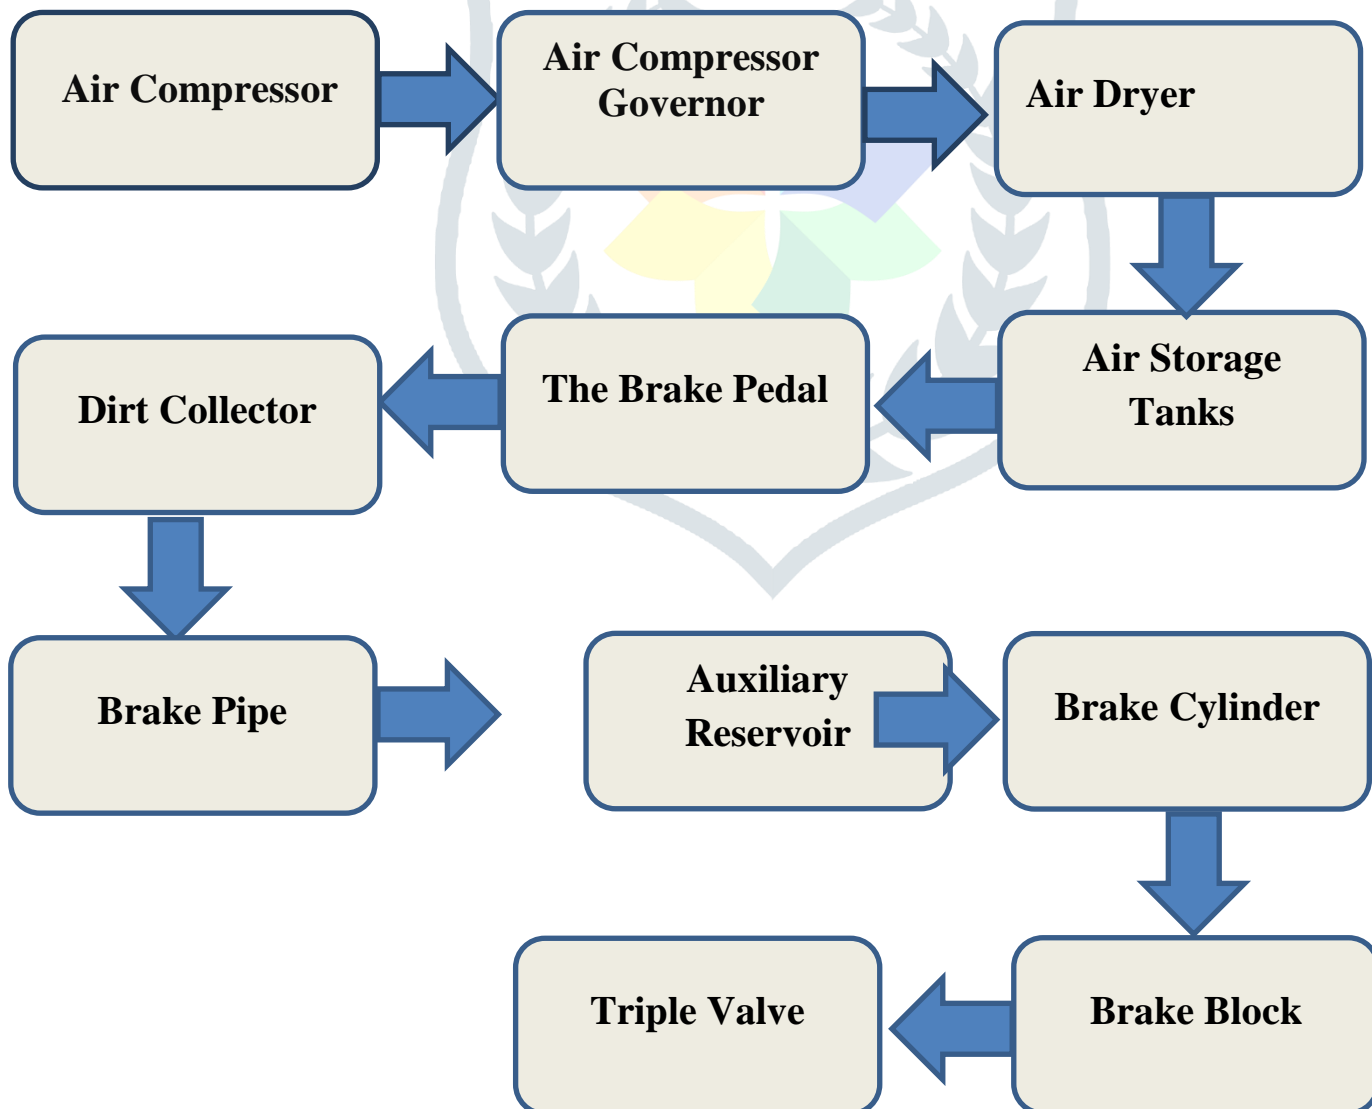 Air Compressor
Air Compressor
Governor
Air Dryer
Dirt Collector
The Brake Pedal
Air Storage
Tanks
Brake Pipe
Auxiliary
Reservoir
Brake Cylinder
Triple Valve
Brake Block